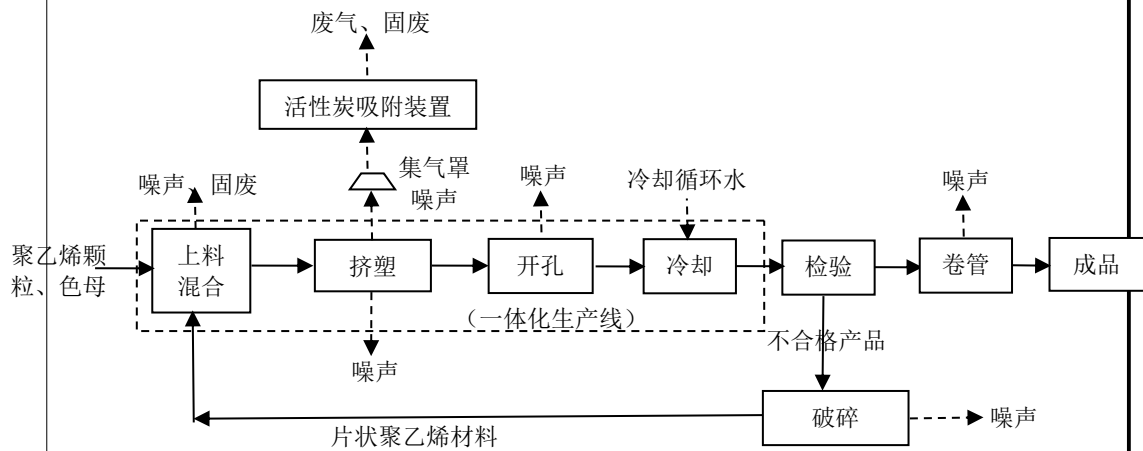 废气、固废
活性炭吸附装置
集气罩
噪声
噪声、固废
噪声
冷却循环水
噪声
聚乙烯颗
粒、色母
上料
混合
挤塑
开孔
冷却
检验
卷管
成品
（一体化生产线）
噪声
不合格产品
破碎
噪声
片状聚乙烯材料